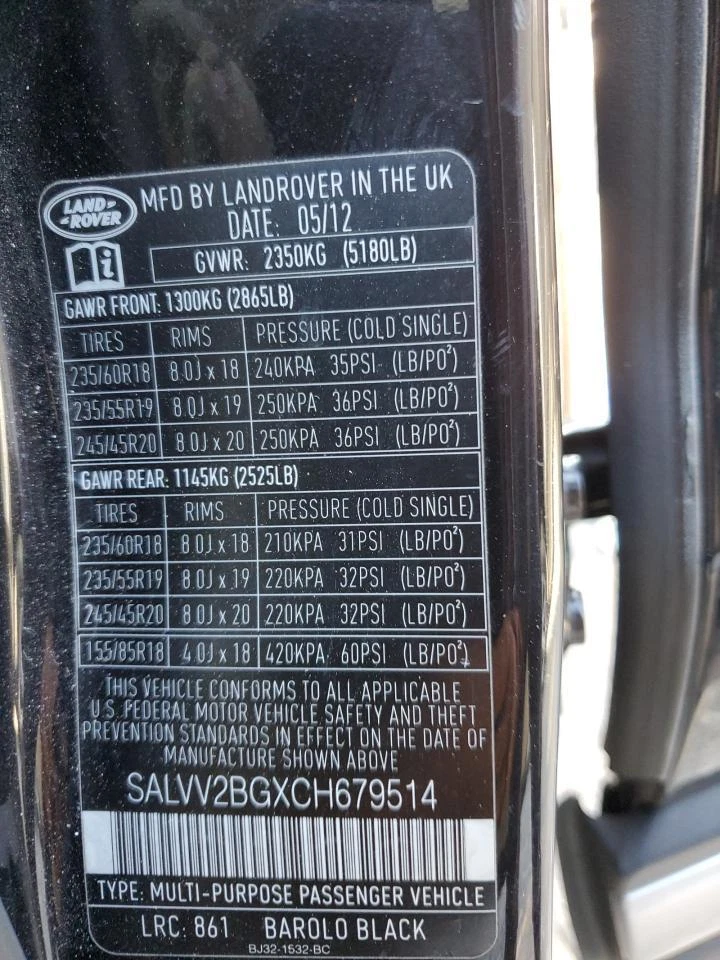 LAND-
-ROVER
MFD BY LANDROVER IN THE UK
DATE: 05/12
GVWR: 2350KG (5180LB)
GAWR FRONT: 1300KG (2865LB)
TIRES RIMS PRESSURE (COLD SINGLE)
235/60R18 8.0J x 18 240KPA 35PSI (LB/PO²)
235/55R19 8.0J x 19 250KPA 36PSI (LB/PO²)
245/45R20 8.0J x 20 250KPA 36PSI (LB/PO²)
GAWR REAR: 1145KG (2525LB)
TIRES RIMS PRESSURE (COLD SINGLE)
235/60R18 8.0J x 18 210KPA 31PSI (LB/PO²)
235/55R19 8.0J x 19 220KPA 32PSI (LB/PO²)
245/45R20 8.0J x 20 220KPA 32PSI (LB/PO²)
155/85R18 4.0J x 18 420KPA 60PSI (LB/PO²)
THIS VEHICLE CONFORMS TO ALL APPLICABLE
U.S. FEDERAL MOTOR VEHICLE SAFETY AND THEFT
PREVENTION STANDARDS IN EFFECT ON THE DATE OF
MANUFACTURE SHOWN ABOVE
SALVV2BGXCH679514
TYPE: MULTI-PURPOSE PASSENGER VEHICLE
LRC: 861 BAROLO BLACK
BJ32-1532-BC